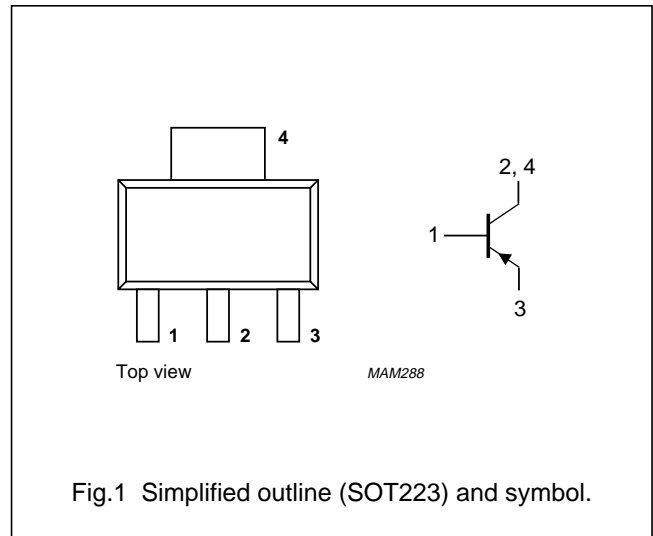 4
2, 4
1
3
1 2 3
Top view
MAM288
Fig.1 Simplified outline (SOT223) and symbol.